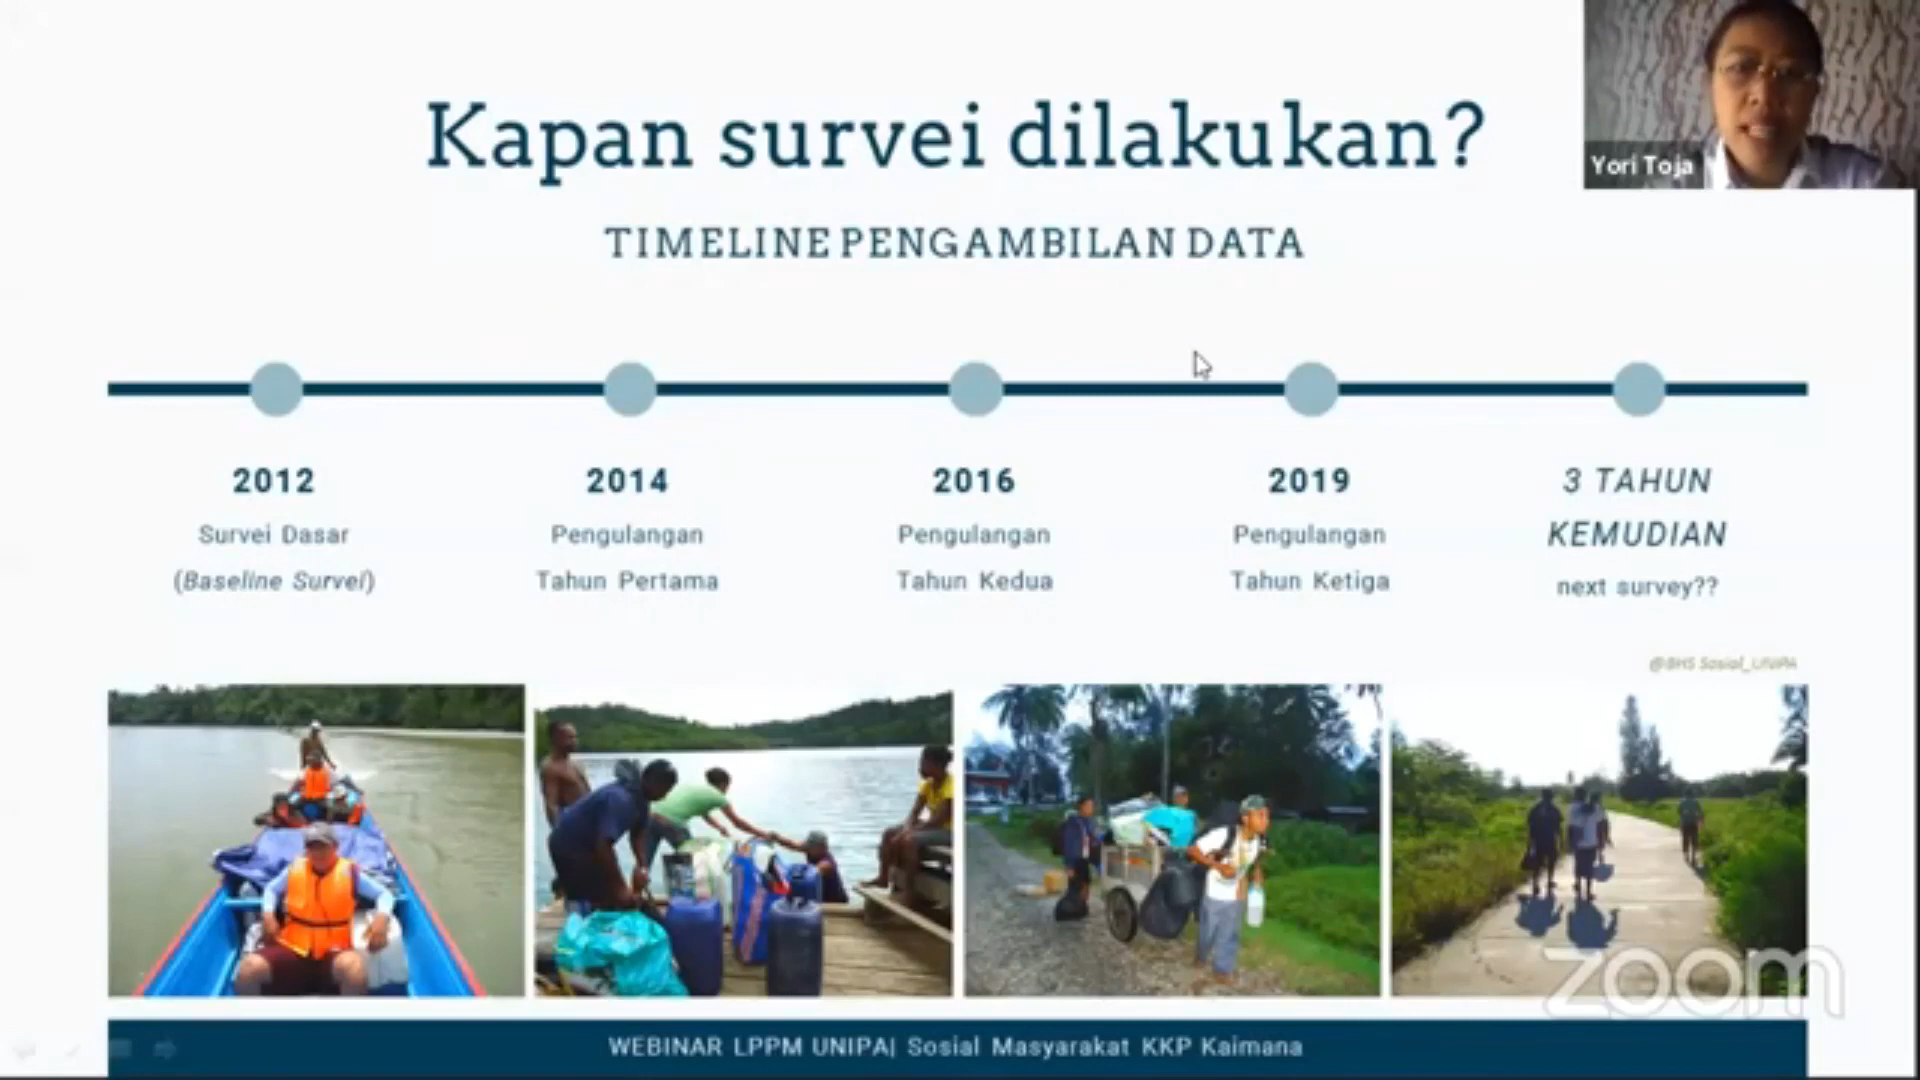 Kapan survei dilakukan?
Yori Toja
TIMELINE PENGAMBILAN DATA
2012
Survei Dasar
(Baseline Survei)
2014
Pengulangan
Tahun Pertama
2016
Pengulangan
Tahun Kedua
2019
Pengulangan
Tahun Ketiga
3 TAHUN
KEMUDIAN
next survey??
@BHS Sosial_UNIPA
zoom
WEBINAR LPPM UNIPA| Sosial Masyarakat KKP Kaimana